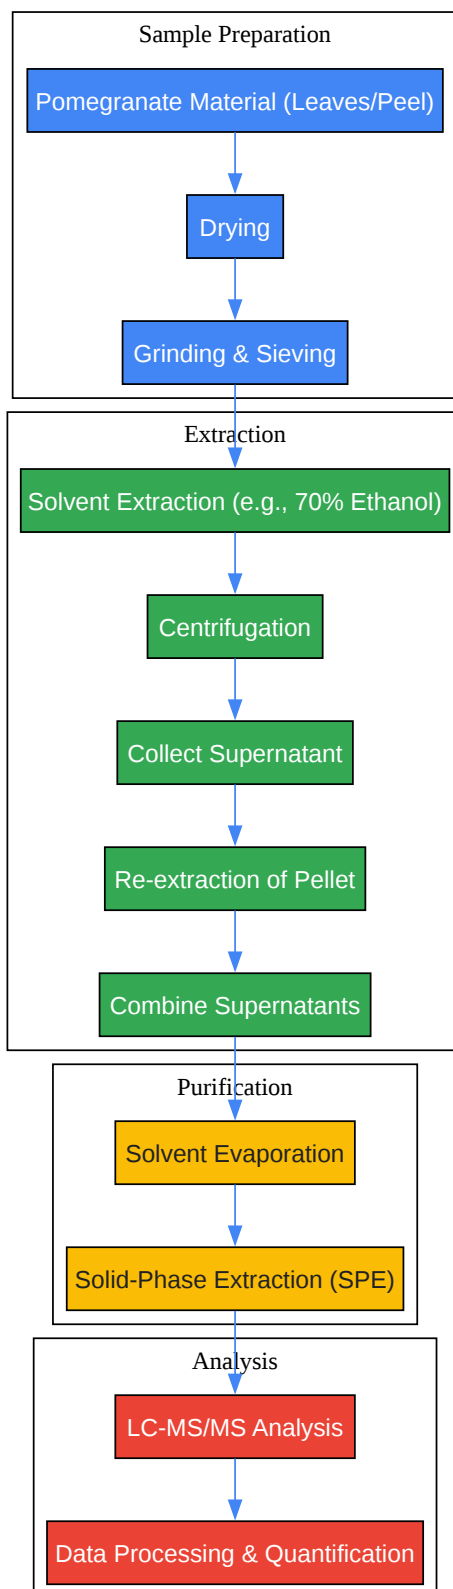 Sample Preparation
Pomegranate Material (Leaves/Peel)
Drying
Grinding & Sieving
Extraction
Solvent Extraction (e.g., 70% Ethanol)
Centrifugation
Collect Supernatant
Re-extraction of Pellet
Combine Supernatants
Purification
Solvent Evaporation
Solid-Phase Extraction (SPE)
Analysis
LC-MS/MS Analysis
Data Processing & Quantification